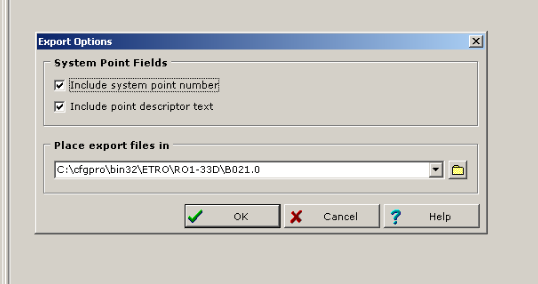 Export Options
System Point Fields
Include system point number
Include point descriptor text
Place export files in
C:\cfgpro\bin32\ETRO\RO1-33D\B021.0
OK
Cancel
Help